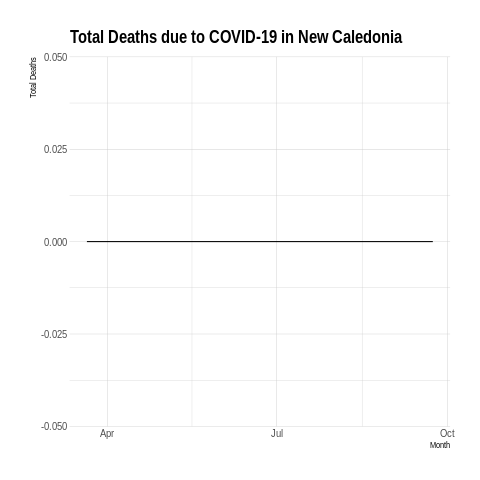 Total Deaths due to COVID-19 in New Caledonia
Total Deaths
0.050
0.025
0.000
-0.025
-0.050
Apr
Jul
Oct
Month